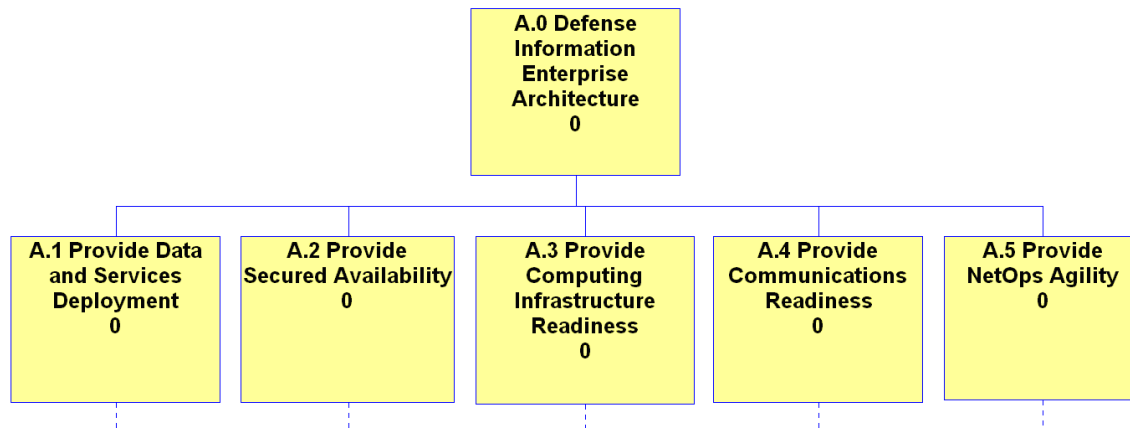 A.0 Defense
Information
Enterprise
Architecture
0
A.1 Provide Data
and Services
Deployment
0
A.2 Provide
Secured Availability
0
A.3 Provide
Computing
Infrastructure
Readiness
0
A.4 Provide
Communications
Readiness
0
A.5 Provide
NetOps Agility
0